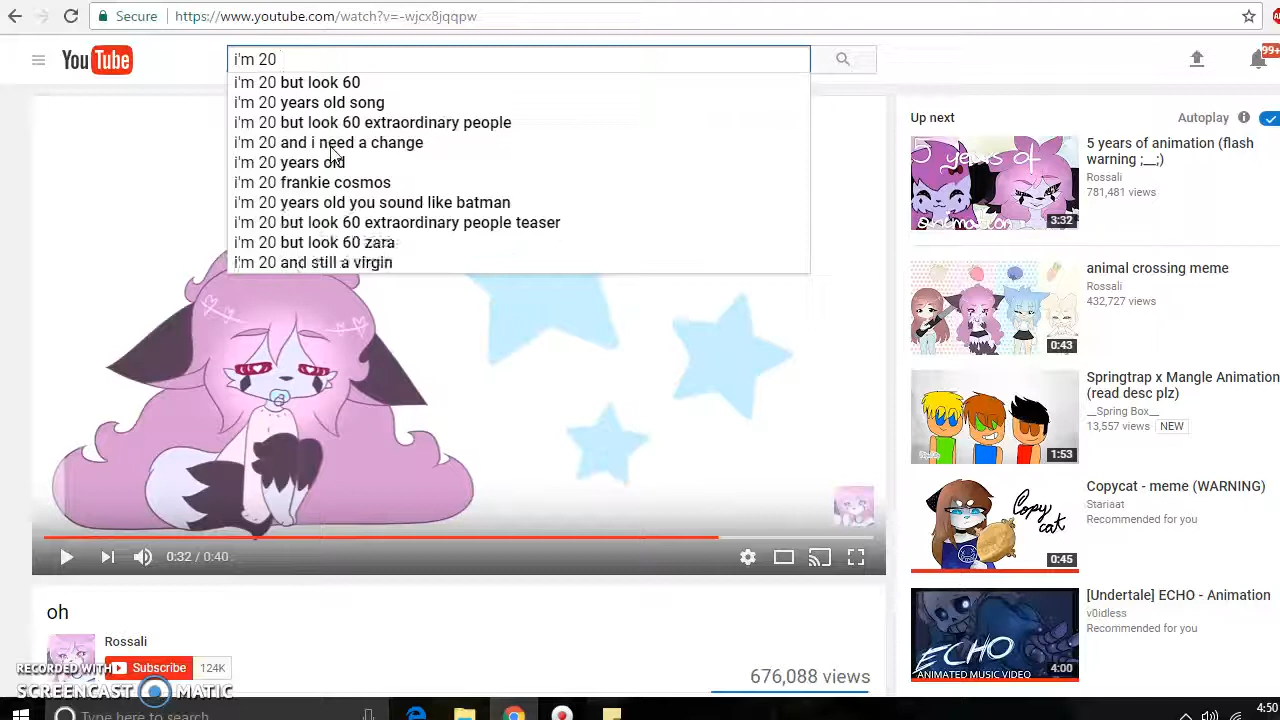 Secure https://www.youtube.com/watch?v=-wjcx8jqqpw
YouTube
i'm 20
99+
i'm 20 but look 60
i'm 20 years old song
i'm 20 but look 60 extraordinary people
i'm 20 and i need a change
i'm 20 years old
i'm 20 frankie cosmos
i'm 20 years old you sound like batman
i'm 20 but look 60 extraordinary people teaser
i'm 20 but look 60 zara
i'm 20 and still a virgin
0:32 / 0:40
oh
Rossali
Subscribe 124K
676,088 views
Up next
Autoplay
5 years of
3:32
5 years of animation (flash
warning ;__;)
Rossali
781,481 views
0:43
animal crossing meme
Rossali
432,727 views
1:53
Springtrap x Mangle Animation
(read desc plz)
__Spring Box__
13,557 views NEW
Copy
cat
0:45
Copycat - meme (WARNING)
Stariaat
Recommended for you
ECHO
ANIMATED MUSIC VIDEO
4:00
[Undertale] ECHO - Animation
v0idless
Recommended for you
RECORDED WITH
SCREENCAST MATIC
Type here to search
4:50